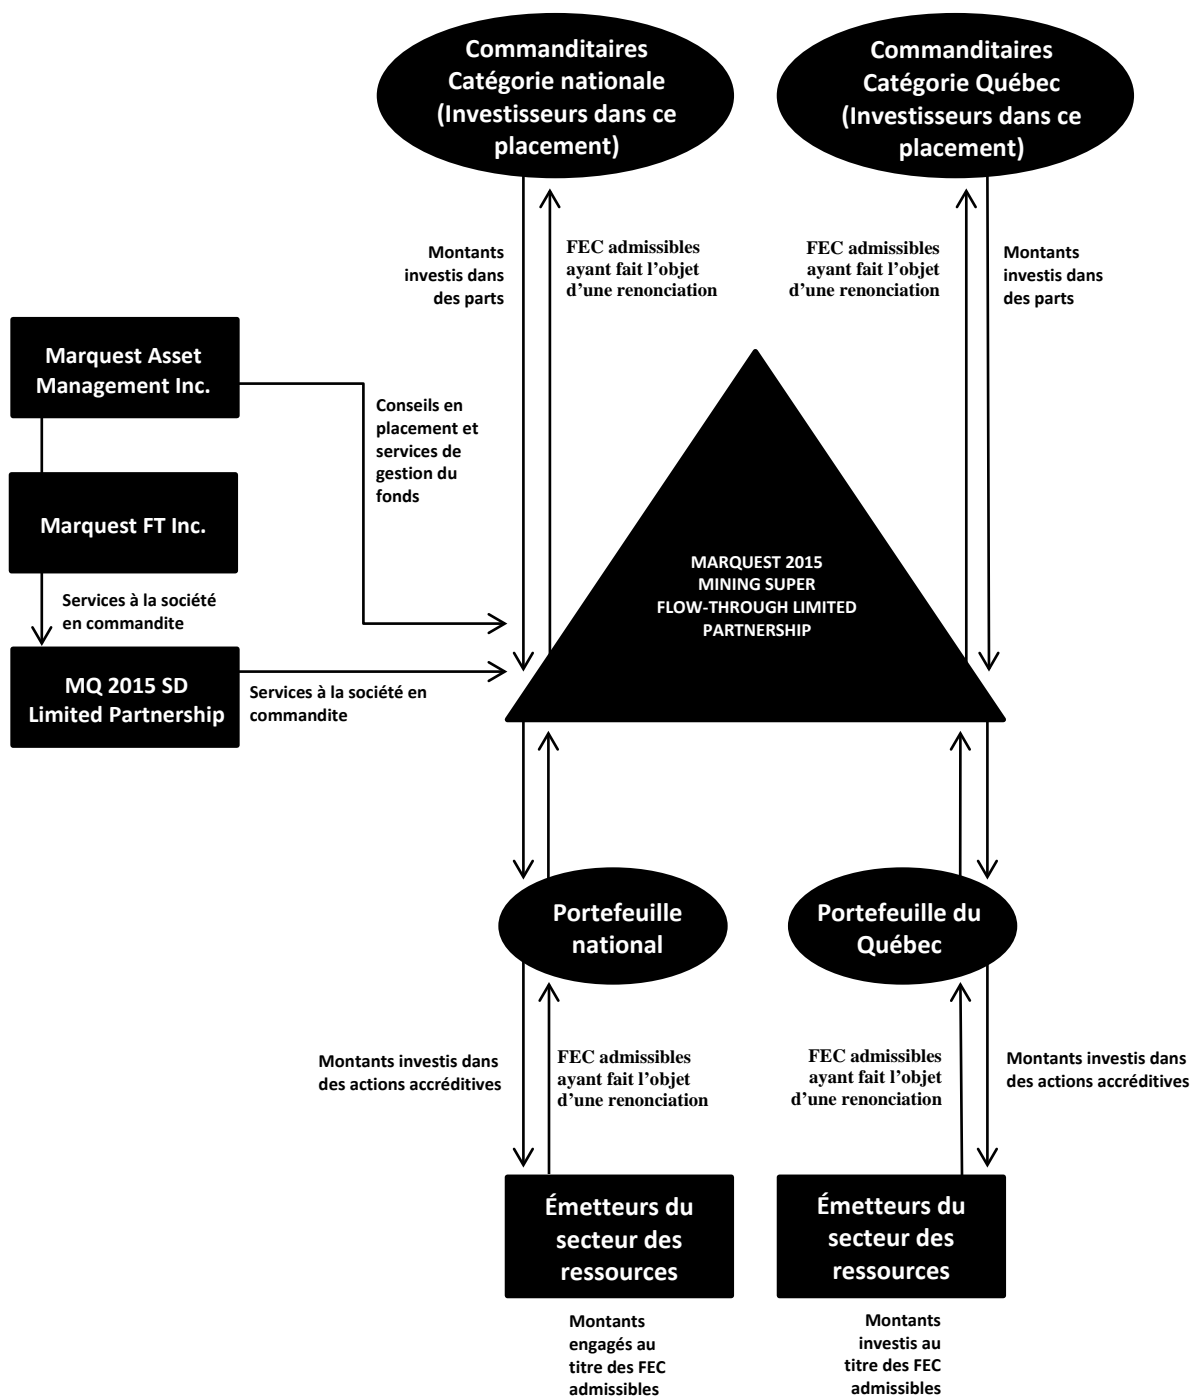 Commanditaires
Catégorie nationale
(Investisseurs dans ce
placement)
Commanditaires
Catégorie Québec
(Investisseurs dans ce
placement)
Montants
investis dans
des parts
FEC admissibles
ayant fait l’objet
d’une renonciation
FEC admissibles
ayant fait l’objet
d’une renonciation
Montants
investis dans
des parts
Marquest Asset
Management Inc.
Conseils en
placement et
services de
gestion du
fonds
Marquest FT Inc.
Services à la société
en commandite
MQ 2015 SD
Limited Partnership
Services à la société en
commandite
MARQUEST 2015
MINING SUPER
FLOW-THROUGH LIMITED
PARTNERSHIP
Portefeuille
national
Portefeuille du
Québec
Montants investis dans
des actions accréditives
FEC admissibles
ayant fait l’objet
d’une renonciation
FEC admissibles
ayant fait l’objet
d’une renonciation
Montants investis dans
des actions accréditives
Émetteurs du
secteur des
ressources
Émetteurs du
secteur des
ressources
Montants
engagés au
titre des FEC
admissibles
Montants
investis au
titre des FEC
admissibles